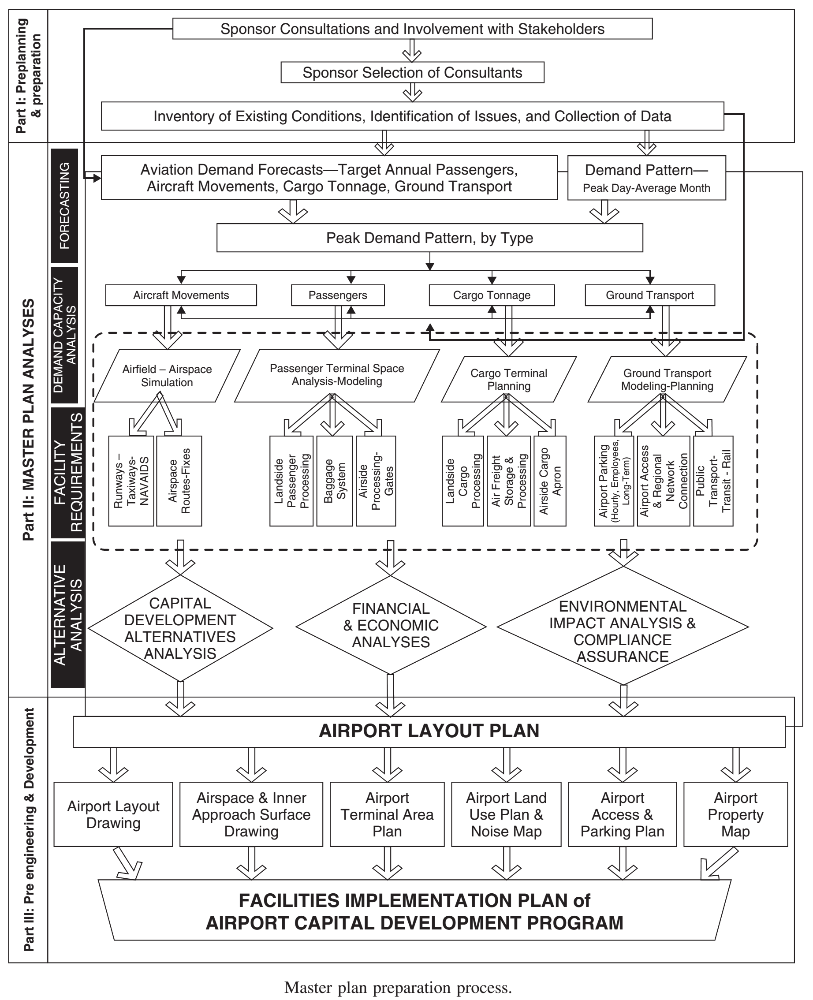 Part I: Preplanning
& preparation
Sponsor Consultations and Involvement with Stakeholders
Sponsor Selection of Consultants
Inventory of Existing Conditions, Identification of Issues, and Collection of Data
Part II: MASTER PLAN ANALYSES
FORECASTING
Aviation Demand Forecasts—Target Annual Passengers,
Aircraft Movements, Cargo Tonnage, Ground Transport
Demand Pattern—
Peak Day-Average Month
Peak Demand Pattern, by Type
DEMAND CAPACITY
ANALYSIS
Aircraft Movements
Passengers
Cargo Tonnage
Ground Transport
Airfield – Airspace
Simulation
Passenger Terminal Space
Analysis-Modeling
Cargo Terminal
Planning
Ground Transport
Modeling-Planning
FACILITY
REQUIREMENTS
Runways –
Taxiways-
NAVAIDS
Airspace
Routes-Fixes
Landside
Passenger
Processing
Baggage
System
Airside
Processing-
Gates
Landside
Cargo
Processing
Air Freight
Storage &
Processing
Airside Cargo
Apron
Airport Parking
(Hourly, Employees,
Long-Term)
Airport Access
& Regional
Network
Connection
Public
Transport-
Transit - Rail
ALTERNATIVE
ANALYSIS
CAPITAL
DEVELOPMENT
ALTERNATIVES
ANALYSIS
FINANCIAL
& ECONOMIC
ANALYSES
ENVIRONMENTAL
IMPACT ANALYSIS &
COMPLIANCE
ASSURANCE
Part III: Pre engineering & Development
AIRPORT LAYOUT PLAN
Airport Layout
Drawing
Airspace & Inner
Approach Surface
Drawing
Airport
Terminal Area
Plan
Airport Land
Use Plan &
Noise Map
Airport
Access &
Parking Plan
Airport
Property
Map
FACILITIES IMPLEMENTATION PLAN of
AIRPORT CAPITAL DEVELOPMENT PROGRAM
Master plan preparation process.